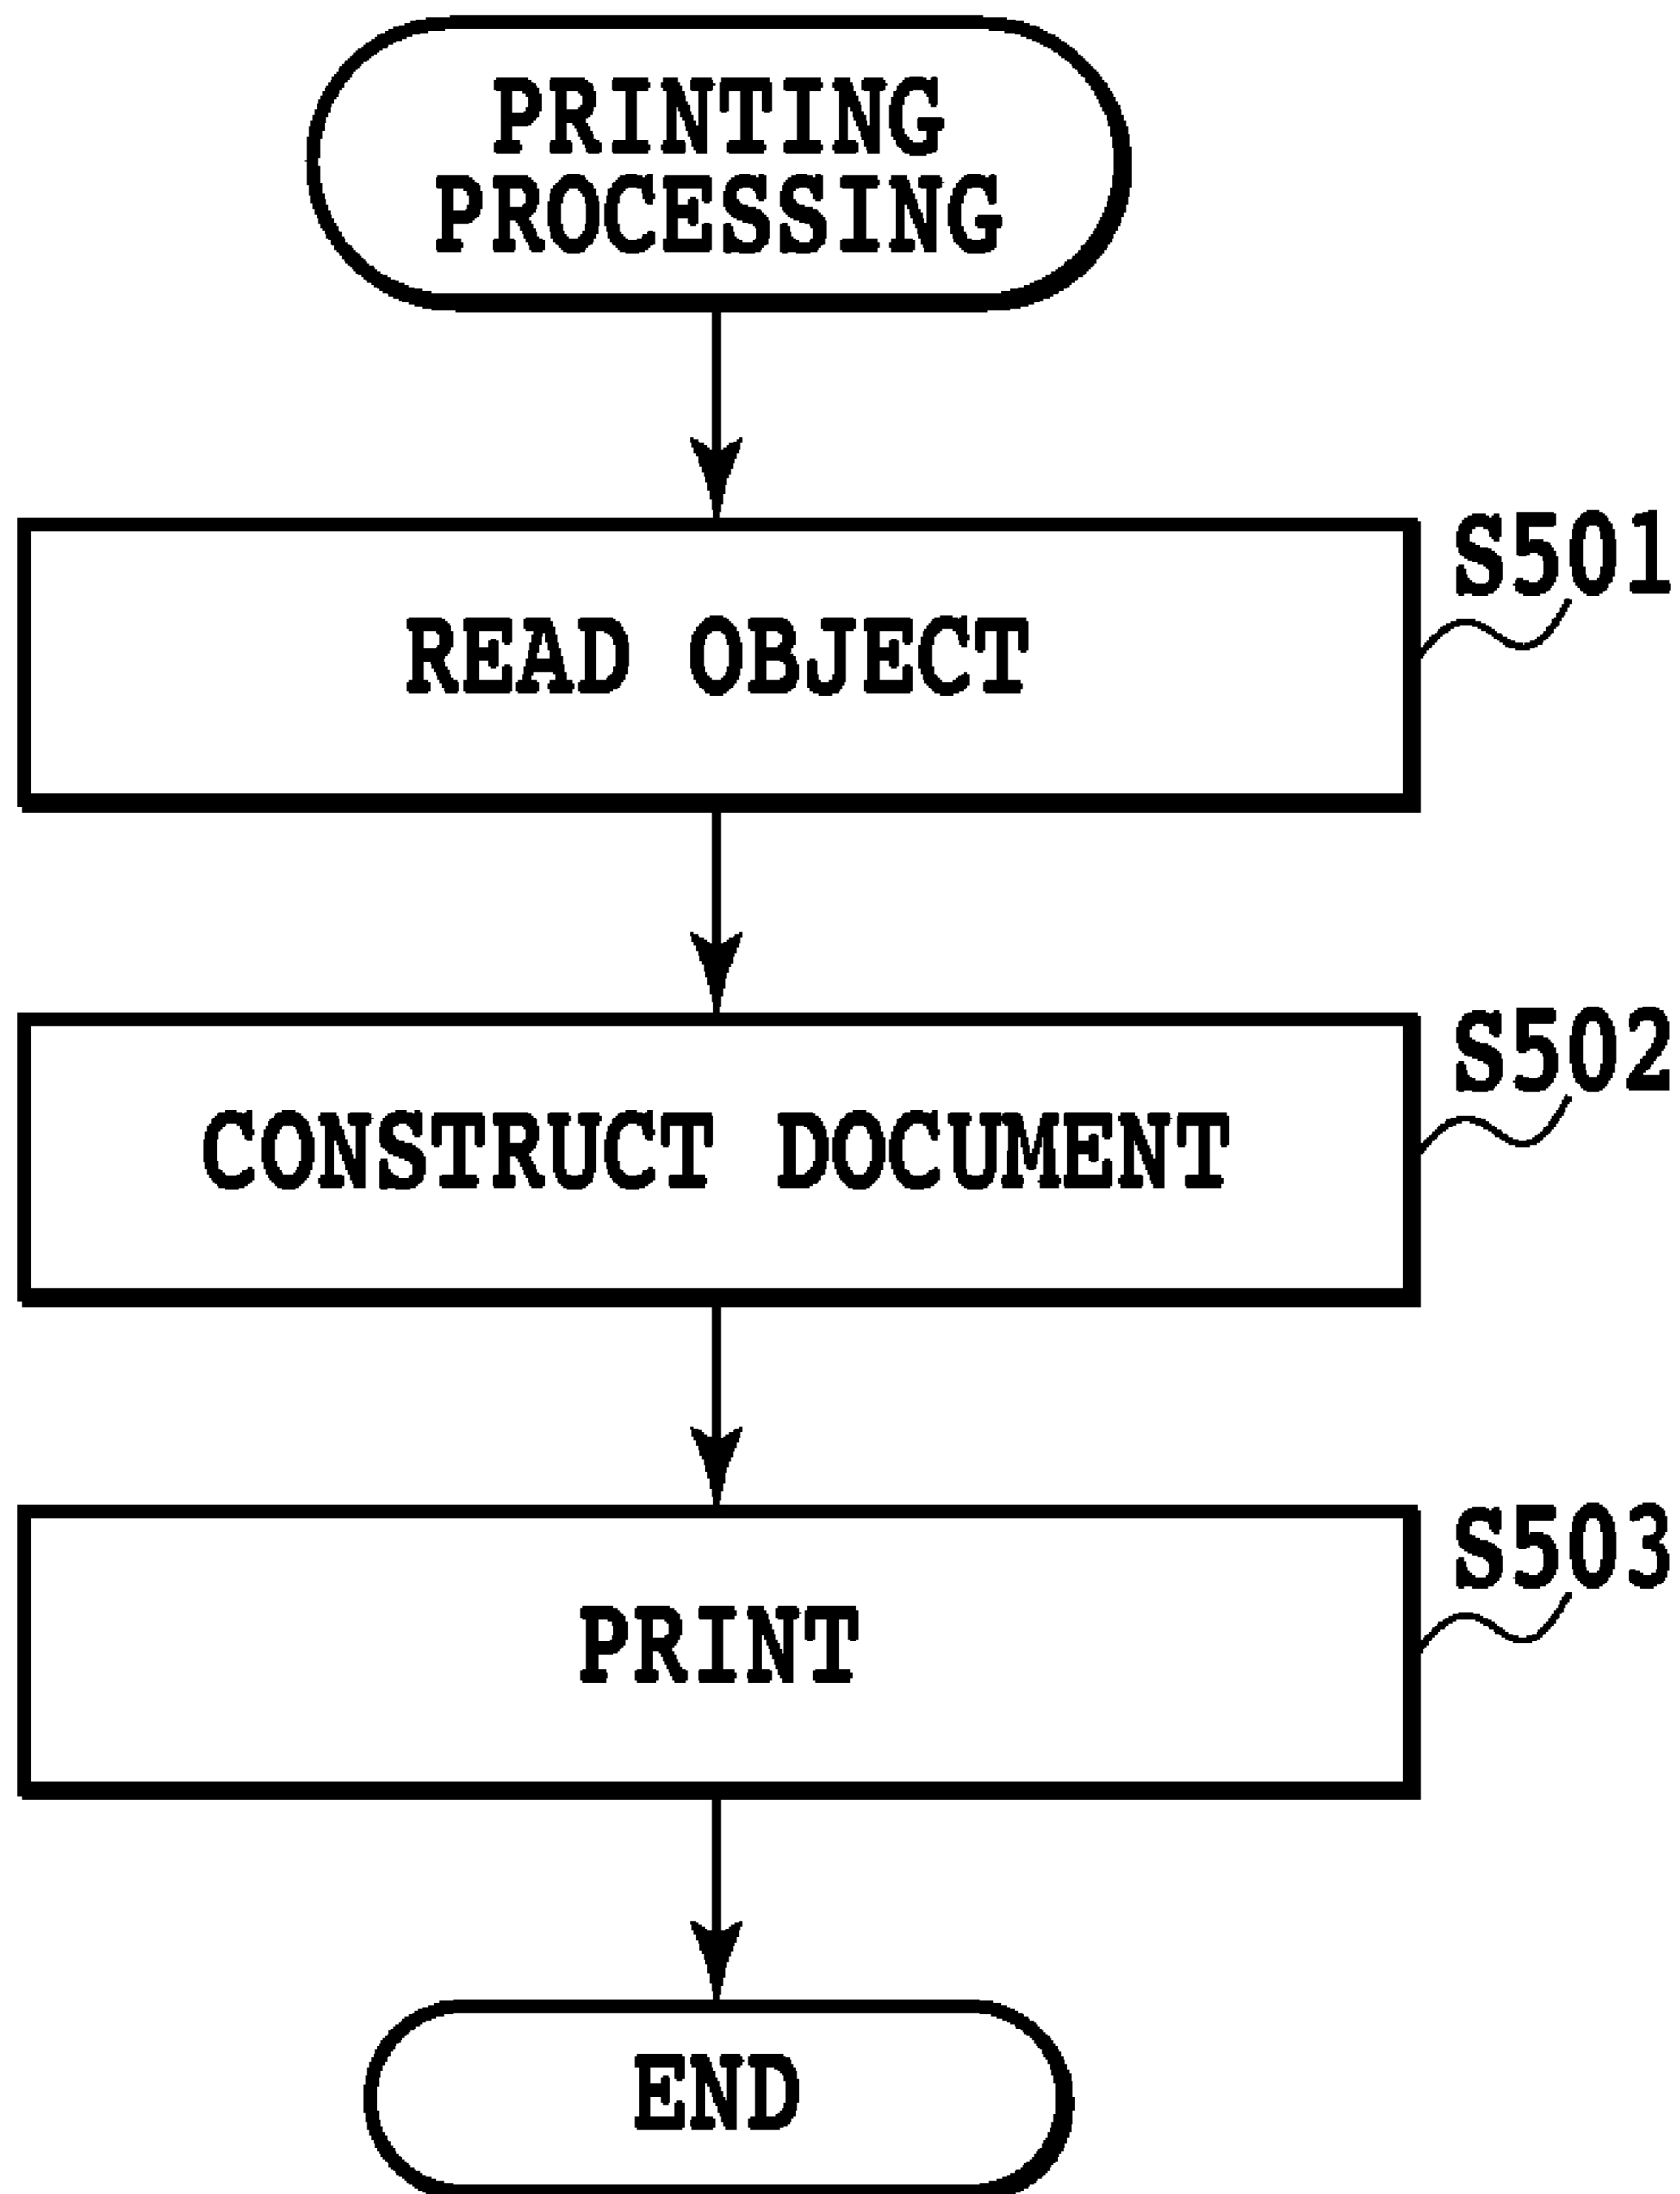 PRINTING
PROCESSING
S501
READ OBJECT
S502
CONSTRUCT DOCUMENT
S503
PRINT
END